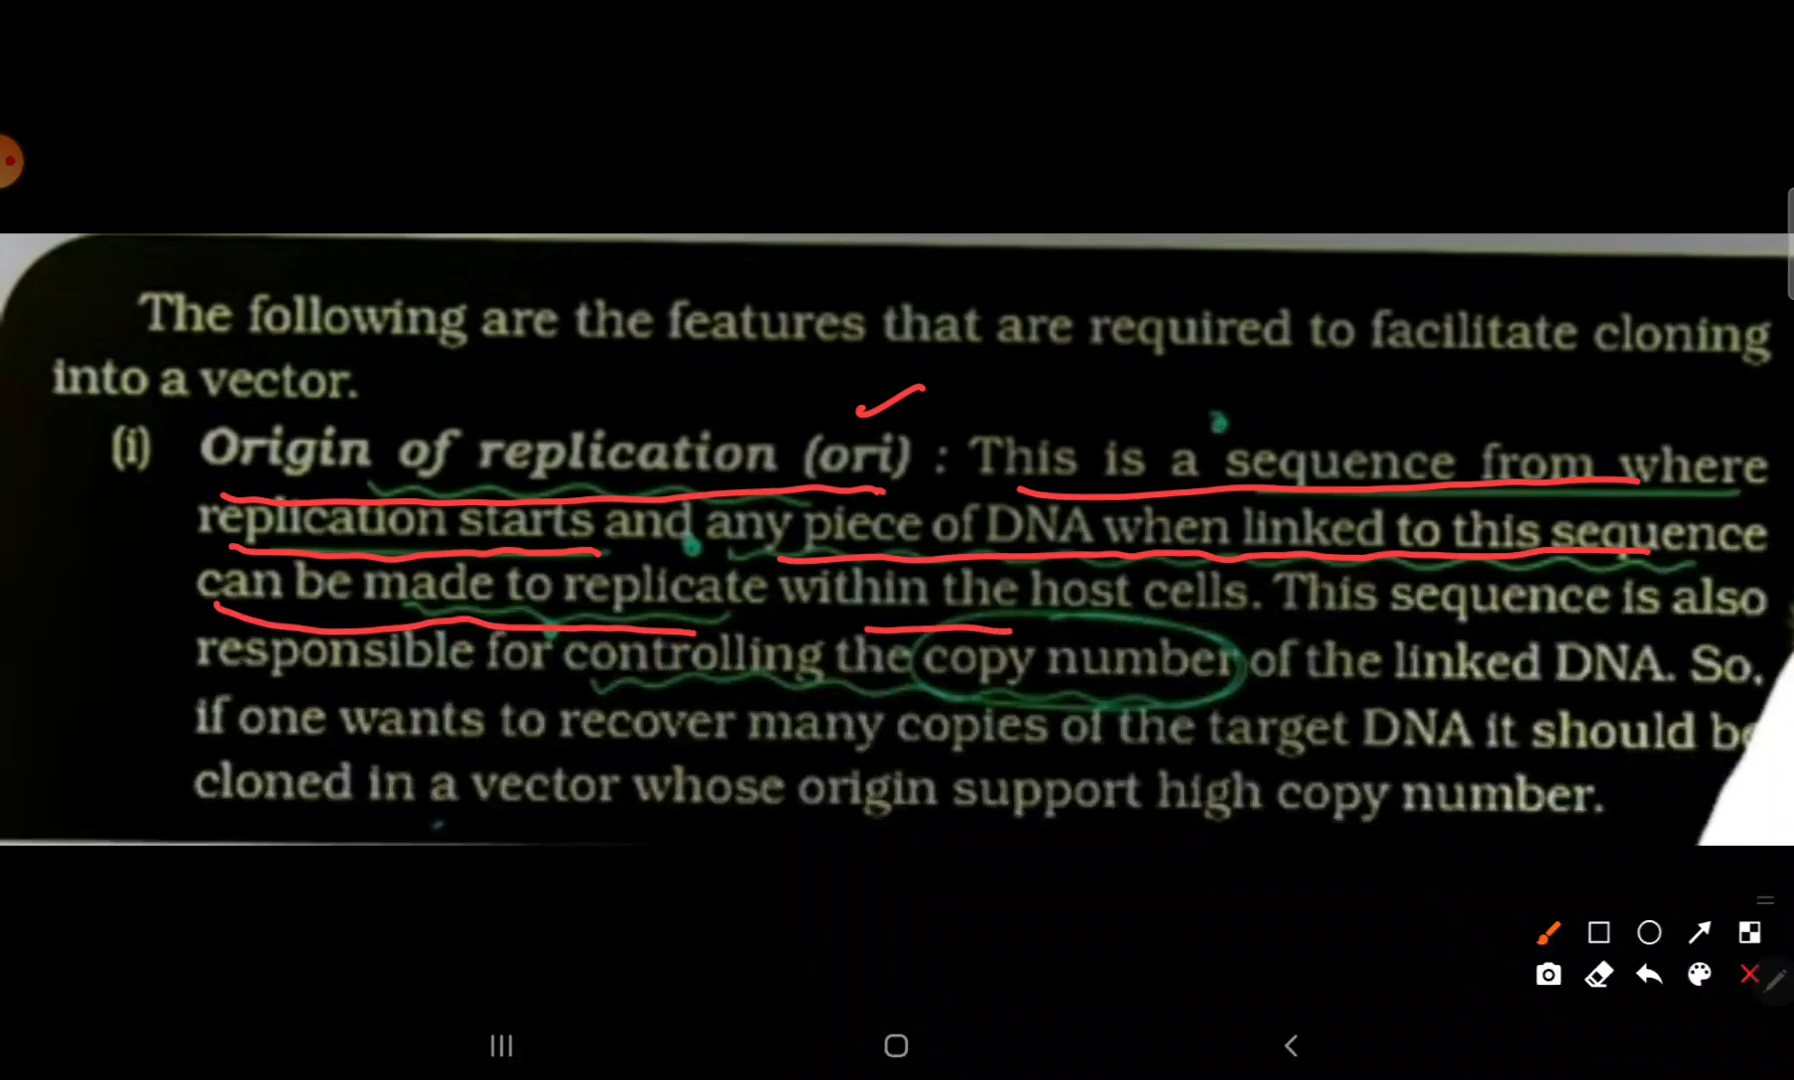 The following are the features that are required to facilitate cloning
into a vector.
(i) Origin of replication (ori) : This is a sequence from where
replication starts and any piece of DNA when linked to this sequence
can be made to replicate within the host cells. This sequence is also
responsible for controlling the copy number of the linked DNA. So,
if one wants to recover many copies of the target DNA it should be
cloned in a vector whose origin support high copy number.